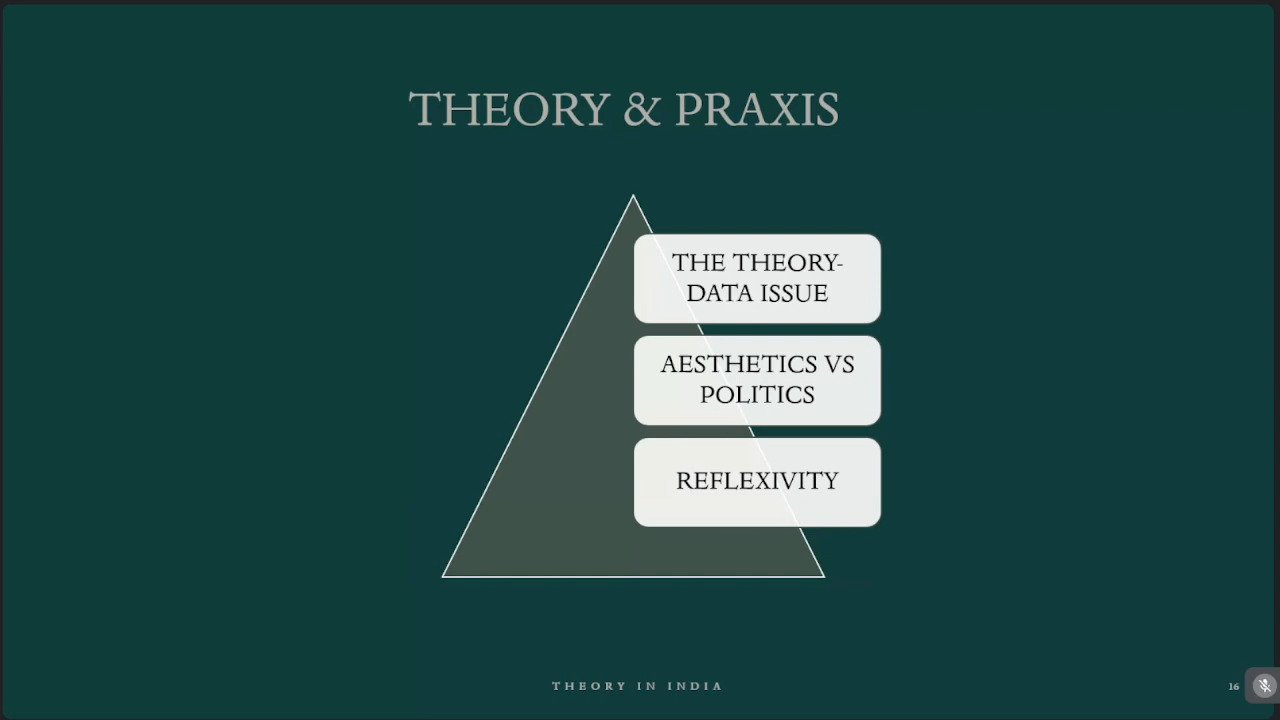 THEORY & PRAXIS
THE THEORY-
DATA ISSUE
AESTHETICS VS
POLITICS
REFLEXIVITY
THEORY IN INDIA
16